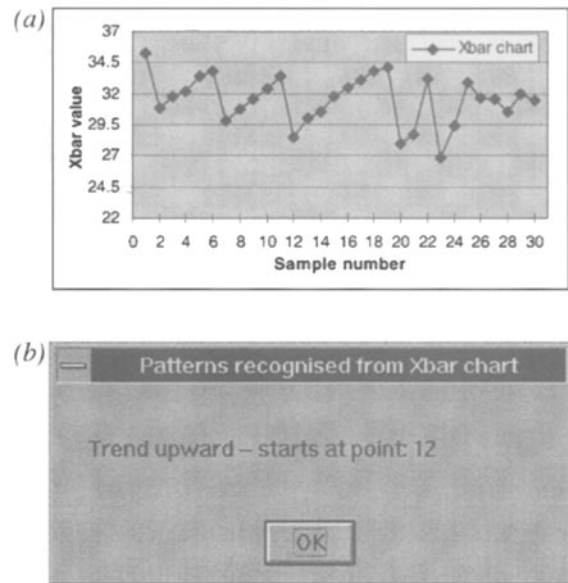 (a)
37
34.5
32
29.5
27
24.5
22
Xbar value
Xbar chart
0 2 4 6 8 10 12 14 16 18 20 22 24 26 28 30
Sample number
(b)
Patterns recognised from Xbar chart
Trend upward – starts at point: 12
OK